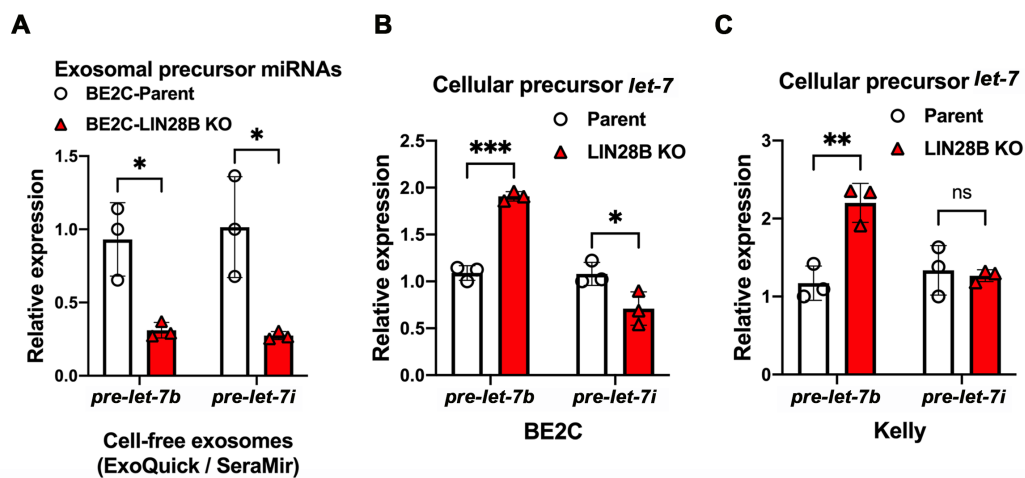 A
Exosomal precursor miRNAs
BE2C-Parent
BE2C-LIN28B KO
*
*
1.5
1.0
0.5
0.0
Relative expression
pre-let-7b
pre-let-7i
Cell-free exosomes
(ExoQuick / SeraMir)
B
Cellular precursor let-7
Parent
LIN28B KO
***
*
2.5
2.0
1.5
1.0
0.5
0.0
Relative expression
pre-let-7b
pre-let-7i
BE2C
C
Cellular precursor let-7
Parent
LIN28B KO
**
ns
3
2
1
0
Relative expression
pre-let-7b
pre-let-7i
Kelly